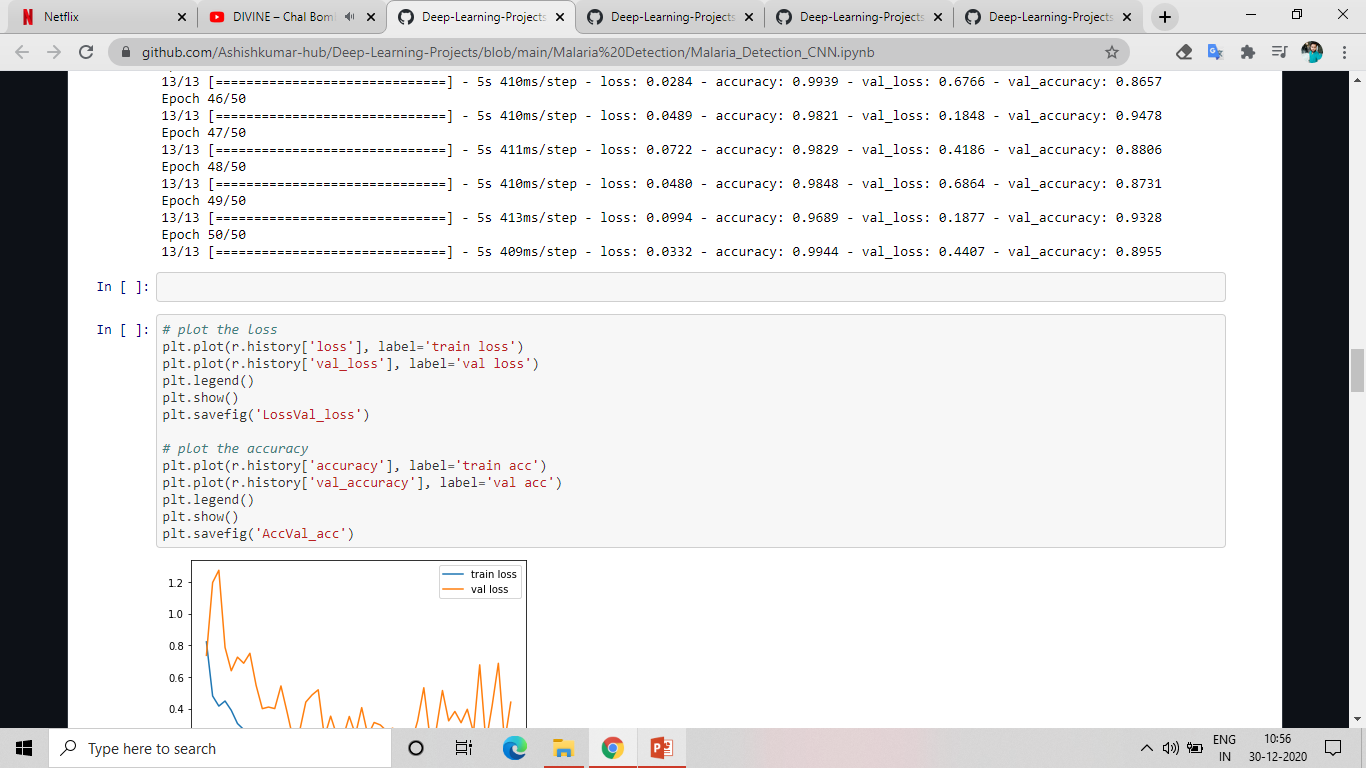 Netflix
DIVINE – Chal Bom
Deep-Learning-Projects
Deep-Learning-Projects
Deep-Learning-Projects
Deep-Learning-Projects
github.com/Ashishkumar-hub/Deep-Learning-Projects/blob/main/Malaria%20Detection/Malaria_Detection_CNN.ipynb
13/13 [==============================] - 5s 410ms/step - loss: 0.0284 - accuracy: 0.9939 - val_loss: 0.6766 - val_accuracy: 0.8657
Epoch 46/50
13/13 [==============================] - 5s 410ms/step - loss: 0.0489 - accuracy: 0.9821 - val_loss: 0.1848 - val_accuracy: 0.9478
Epoch 47/50
13/13 [==============================] - 5s 411ms/step - loss: 0.0722 - accuracy: 0.9829 - val_loss: 0.4186 - val_accuracy: 0.8806
Epoch 48/50
13/13 [==============================] - 5s 410ms/step - loss: 0.0480 - accuracy: 0.9848 - val_loss: 0.6864 - val_accuracy: 0.8731
Epoch 49/50
13/13 [==============================] - 5s 413ms/step - loss: 0.0994 - accuracy: 0.9689 - val_loss: 0.1877 - val_accuracy: 0.9328
Epoch 50/50
13/13 [==============================] - 5s 409ms/step - loss: 0.0332 - accuracy: 0.9944 - val_loss: 0.4407 - val_accuracy: 0.8955
In [ ]:
In [ ]:
# plot the loss
plt.plot(r.history['loss'], label='train loss')
plt.plot(r.history['val_loss'], label='val loss')
plt.legend()
plt.show()
plt.savefig('LossVal_loss')
# plot the accuracy
plt.plot(r.history['accuracy'], label='train acc')
plt.plot(r.history['val_accuracy'], label='val acc')
plt.legend()
plt.show()
plt.savefig('AccVal_acc')
train loss
val loss
1.2
1.0
0.8
0.6
0.4
Type here to search
ENG
IN
10:56
30-12-2020